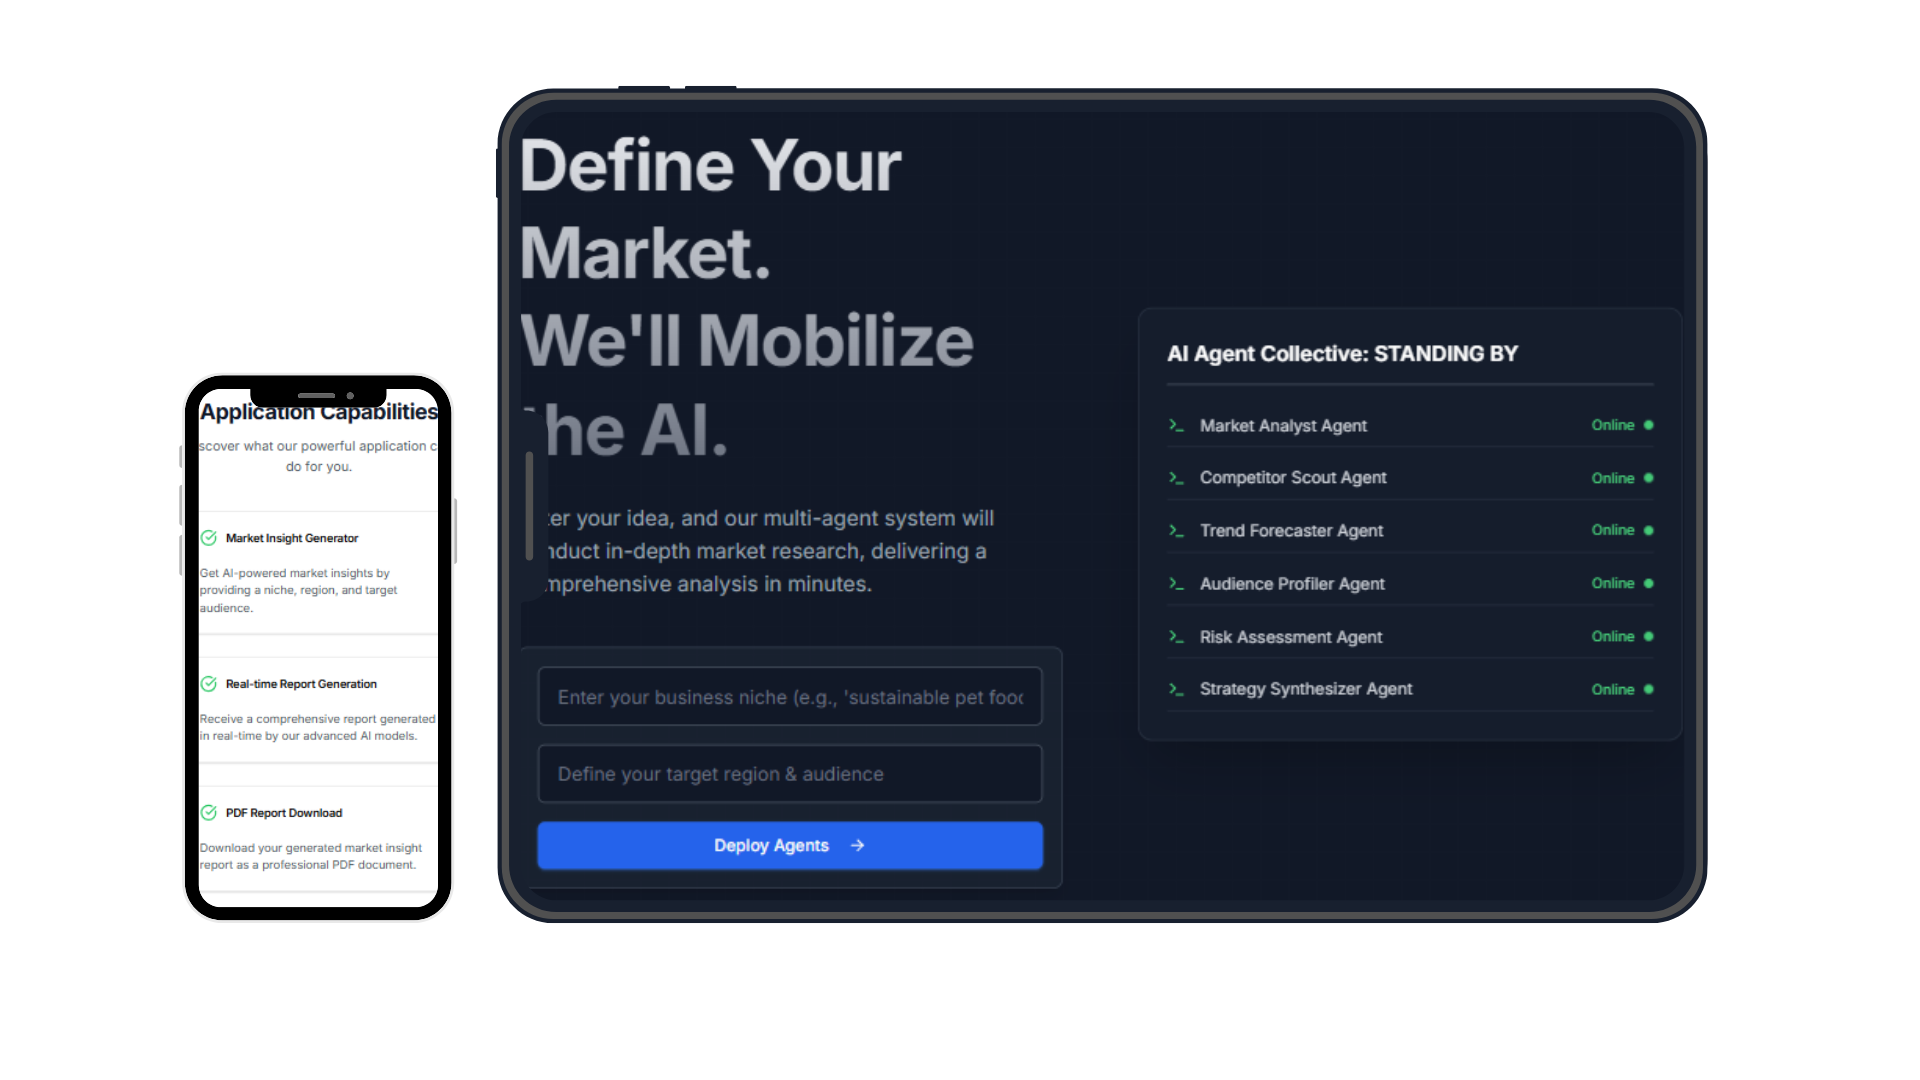 Application Capabilities
scover what our powerful application c
do for you.
Market Insight Generator
Get AI-powered market insights by
providing a niche, region, and target
audience.
Real-time Report Generation
Receive a comprehensive report generated
in real-time by our advanced AI models.
PDF Report Download
Download your generated market insight
report as a professional PDF document.
Define Your
Market.
We'll Mobilize
the AI.
ter your idea, and our multi-agent system will
nduct in-depth market research, delivering a
mprehensive analysis in minutes.
Enter your business niche (e.g., 'sustainable pet food
Define your target region & audience
Deploy Agents →
AI Agent Collective: STANDING BY
>_ Market Analyst Agent Online
>_ Competitor Scout Agent Online
>_ Trend Forecaster Agent Online
>_ Audience Profiler Agent Online
>_ Risk Assessment Agent Online
>_ Strategy Synthesizer Agent Online